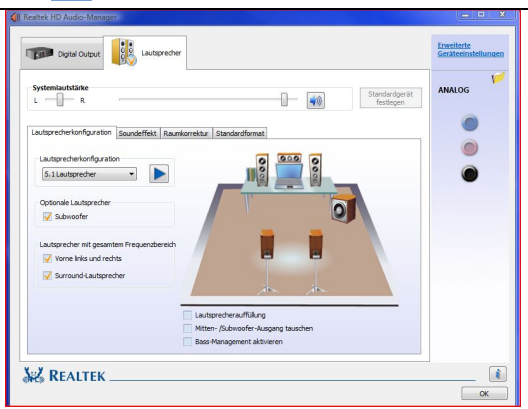 Realtek HD Audio-Manager
Digital Output
Lautsprecher
Erweiterte
Geräteeinstellungen
Systemlautstärke
L
R
Standardgerät
festlegen
ANALOG
Lautsprecherkonfiguration
Soundeffekt
Raumkorrektur
Standardformat
Lautsprecherkonfiguration
5.1 Lautsprecher
Optionale Lautsprecher
Subwoofer
Lautsprecher mit gesamtem Frequenzbereich
Vorne links und rechts
Surround-Lautsprecher
Lautsprecherauffüllung
Mitten- /Subwoofer-Ausgang tauschen
Bass-Management aktivieren
REALTEK
i
OK